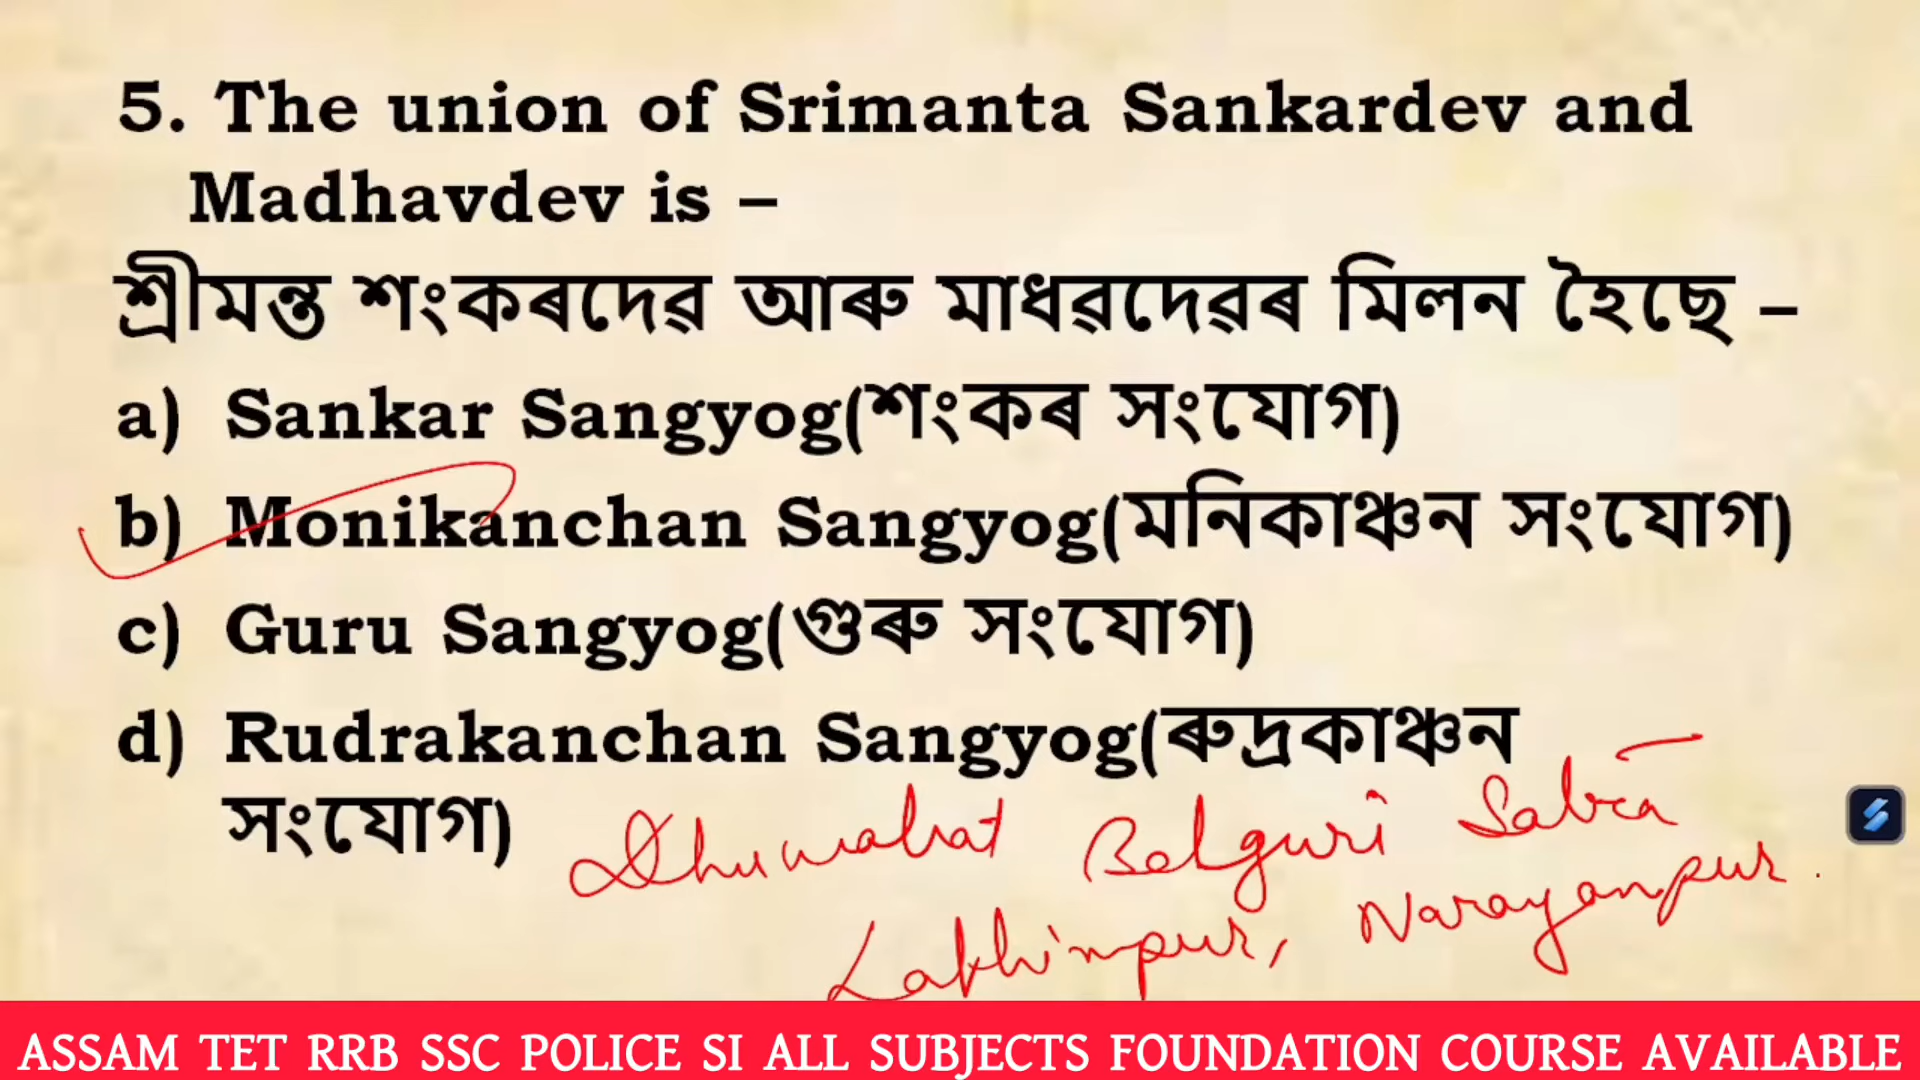 5. The union of Srimanta Sankardev and
Madhavdev is –
শ্ৰীমন্ত শংকৰদেৱ আৰু মাধৱদেৱৰ মিলন হৈছে –
a) Sankar Sangyog(শংকৰ সংযোগ)
b) Monikanchan Sangyog(মনিকাঞ্চন সংযোগ)
c) Guru Sangyog(গুৰু সংযোগ)
d) Rudrakanchan Sangyog(ৰুদ্ৰকাঞ্চন
সংযোগ)
Belguri
Lakhimpur, Narayanpur.
ASSAM TET RRB SSC POLICE SI ALL SUBJECTS FOUNDATION COURSE AVAILABLE